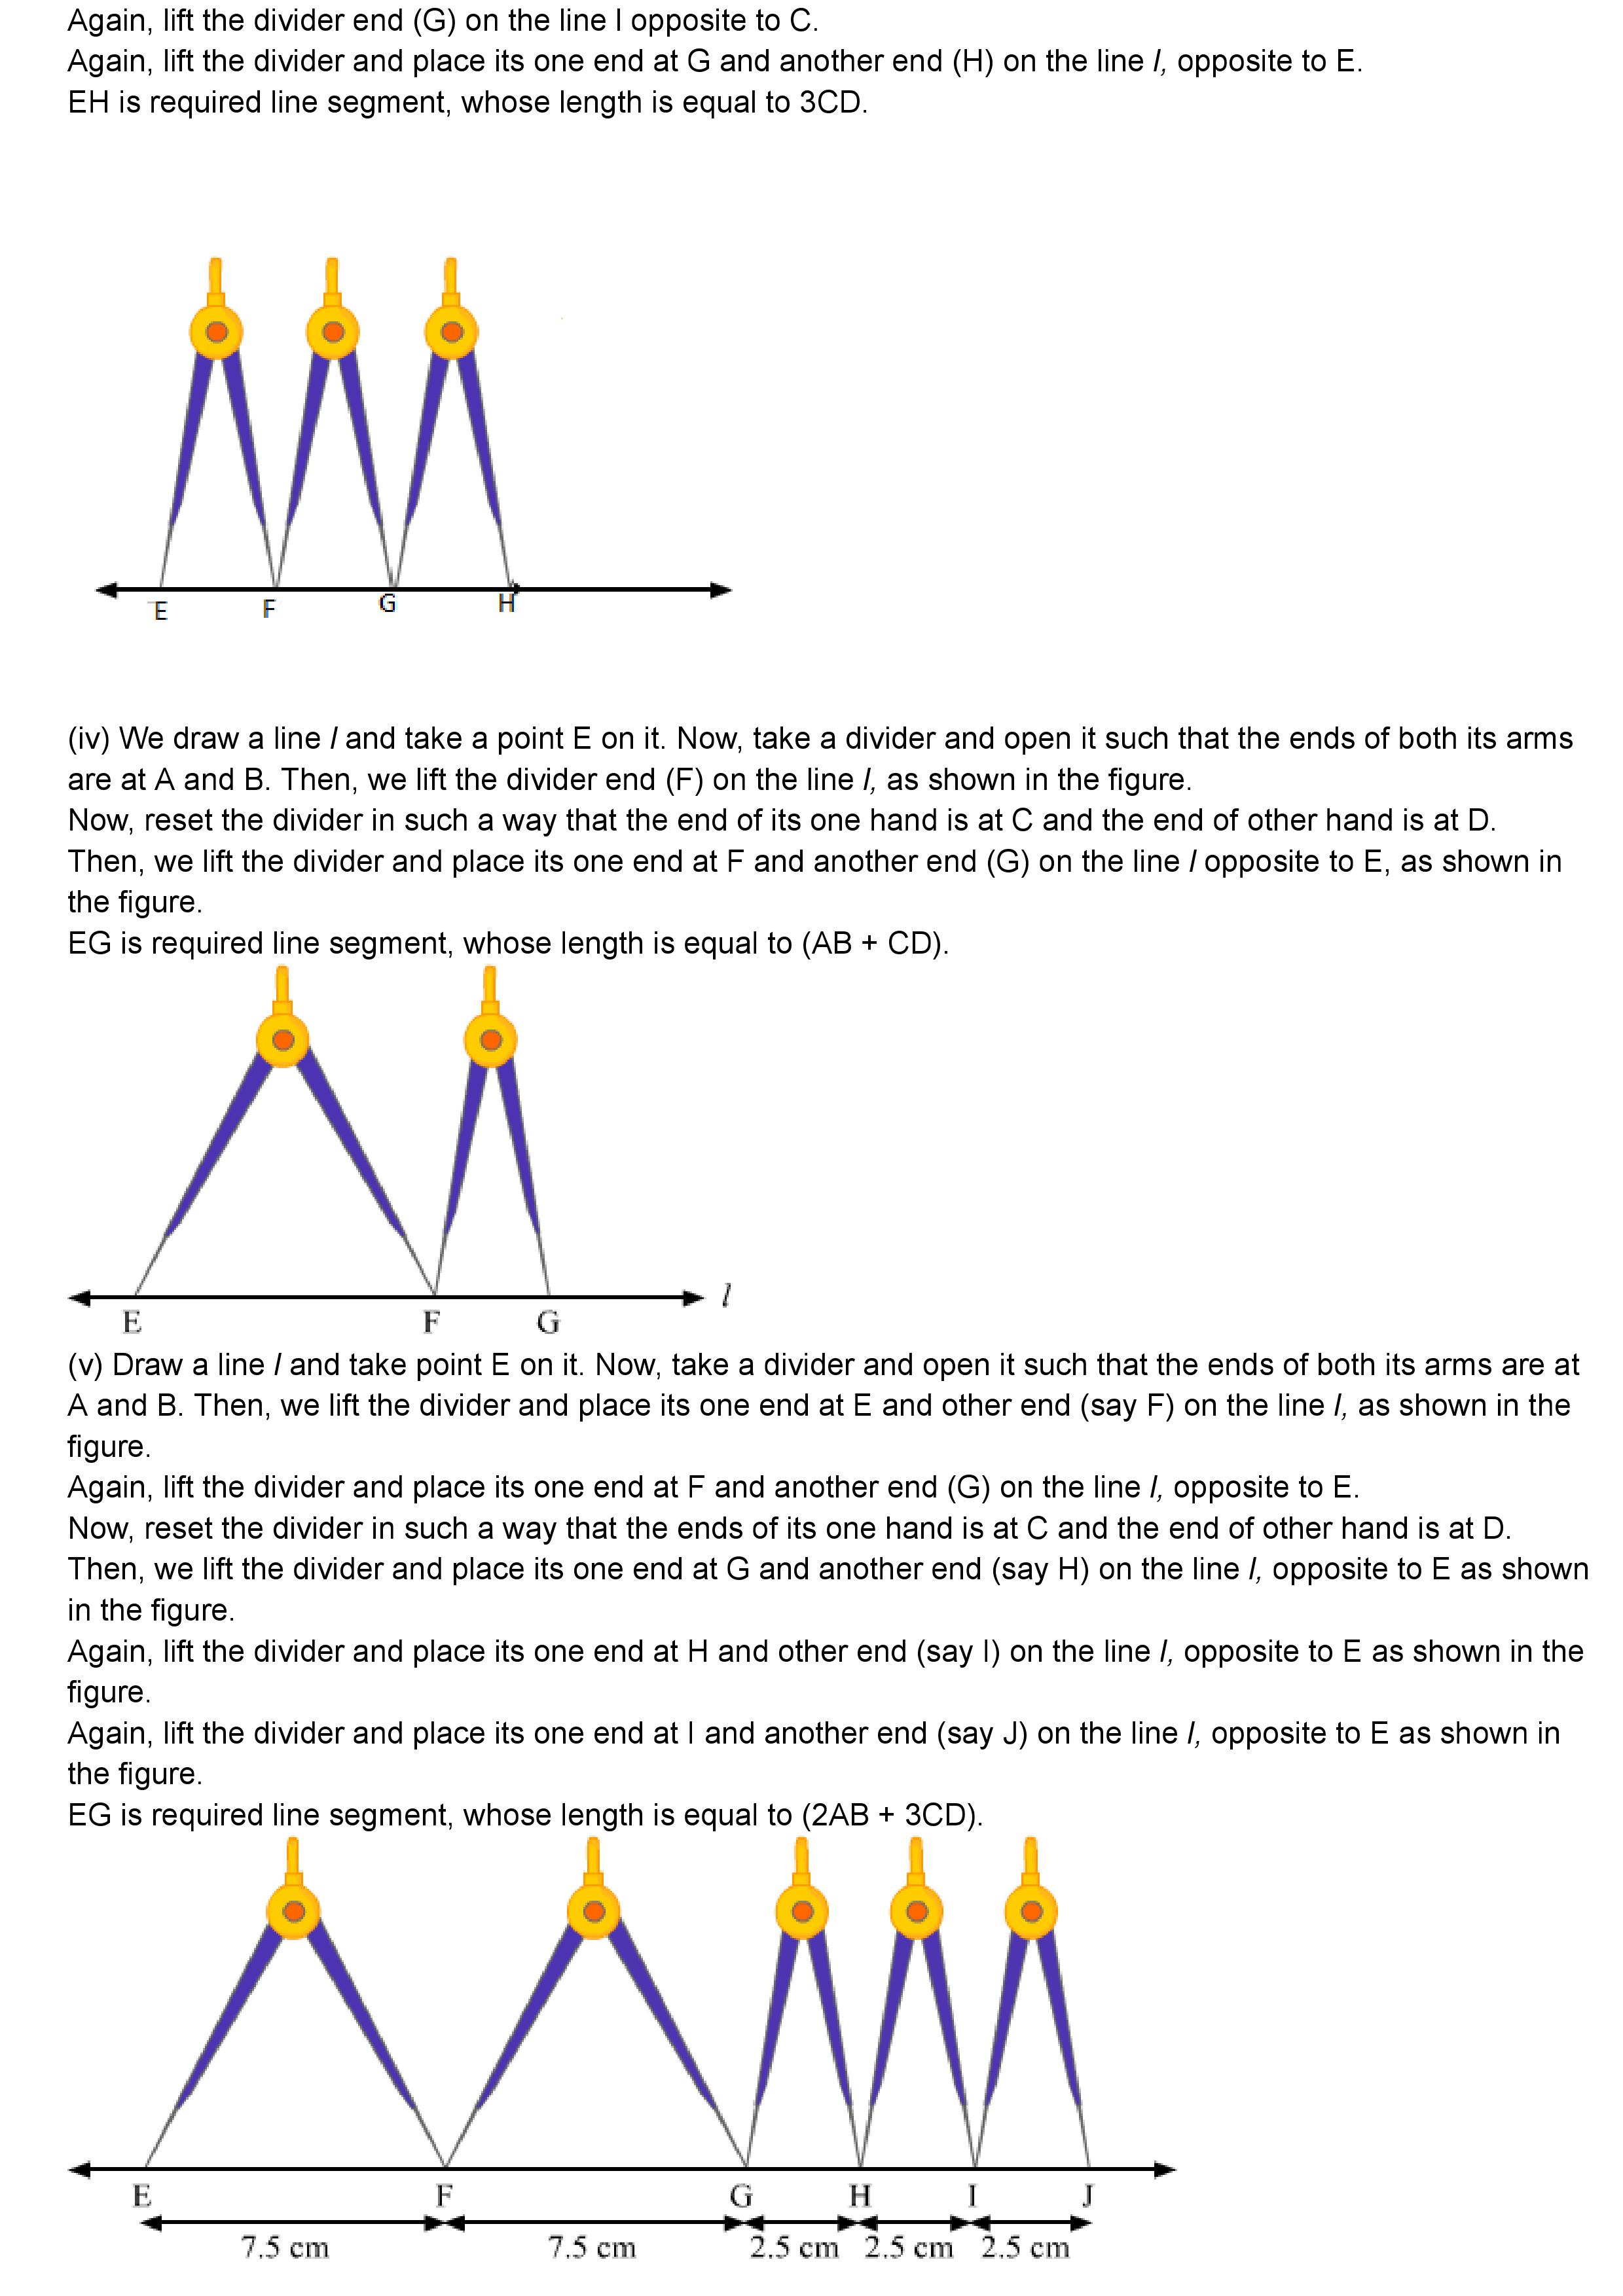 Again, lift the divider end (G) on the line l opposite to C.
Again, lift the divider and place its one end at G and another end (H) on the line l, opposite to E.
EH is required line segment, whose length is equal to 3CD.
E F G H
(iv) We draw a line l and take a point E on it. Now, take a divider and open it such that the ends of both its arms
are at A and B. Then, we lift the divider end (F) on the line l, as shown in the figure.
Now, reset the divider in such a way that the end of its one hand is at C and the end of other hand is at D.
Then, we lift the divider and place its one end at F and another end (G) on the line l opposite to E, as shown in
the figure.
EG is required line segment, whose length is equal to (AB + CD).
l
E F G
(v) Draw a line l and take point E on it. Now, take a divider and open it such that the ends of both its arms are at
A and B. Then, we lift the divider and place its one end at E and other end (say F) on the line l, as shown in the
figure.
Again, lift the divider and place its one end at F and another end (G) on the line l, opposite to E.
Now, reset the divider in such a way that the ends of its one hand is at C and the end of other hand is at D.
Then, we lift the divider and place its one end at G and another end (say H) on the line l, opposite to E as shown
in the figure.
Again, lift the divider and place its one end at H and other end (say I) on the line l, opposite to E as shown in the
figure.
Again, lift the divider and place its one end at I and another end (say J) on the line l, opposite to E as shown in
the figure.
EG is required line segment, whose length is equal to (2AB + 3CD).
E F G H I J
7.5 cm 7.5 cm 2.5 cm 2.5 cm 2.5 cm